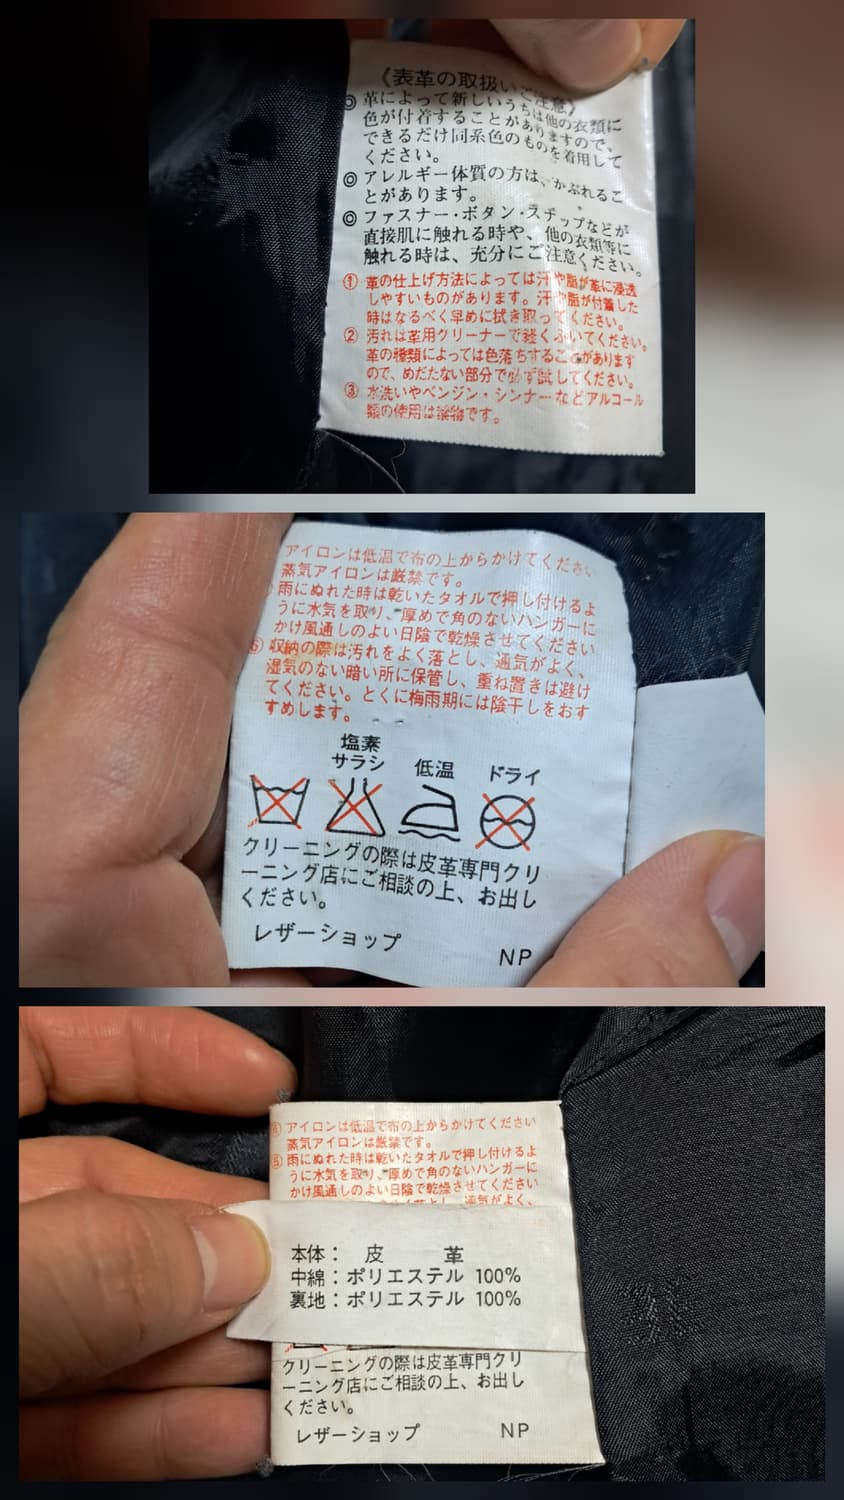 《表革の取扱いご注意》
◎ 革によって新しいうちは他の衣類に
色が付着することがありますので、
できるだけ同系色のものを着用して
ください。
◎ アレルギー体質の方は、かぶれるこ
とがあります。
◎ ファスナー・ボタン・スナップなどが
直接肌に触れる時や、他の衣類等に
触れる時は、充分にご注意ください。
① 革の仕上げ方法によっては汗や脂が革に浸透
しやすいものがあります。汗や脂が付着した
時はなるべく早めに拭き取ってください。
② 汚れは革用クリーナーで軽くふいてください。
革の種類によっては色落ちすることがあります
ので、めだたない部分で必ず試してください。
③ 水洗いやベンジン・シンナーなどアルコール
類の使用は禁物です。
アイロンは低温で布の上からかけてください
蒸気アイロンは厳禁です。
雨にぬれた時は乾いたタオルで押し付けるよ
うに水気を取り、厚めで角のないハンガーに
かけ風通しのよい日陰で乾燥させてください
⑥ 収納の際は汚れをよく落とし、通気がよく、
湿気のない暗い所に保管し、重ね置きは避け
てください。とくに梅雨期には陰干しをおす
すめします。
塩素
サラシ 低温 ドライ
クリーニングの際は皮革専門クリ
ーニング店にご相談の上、お出し
ください。
レザーショップ NP
④ アイロンは低温で布の上からかけてください
蒸気アイロンは厳禁です。
⑤ 雨にぬれた時は乾いたタオルで押し付けるよ
うに水気を取り、厚めで角のないハンガーに
かけ風通しのよい日陰で乾燥させてください
落とし、通気がよく、
本体： 皮 革
中綿：ポリエステル 100%
裏地：ポリエステル 100%
クリーニングの際は皮革専門クリ
ーニング店にご相談の上、お出し
ください。
レザーショップ NP